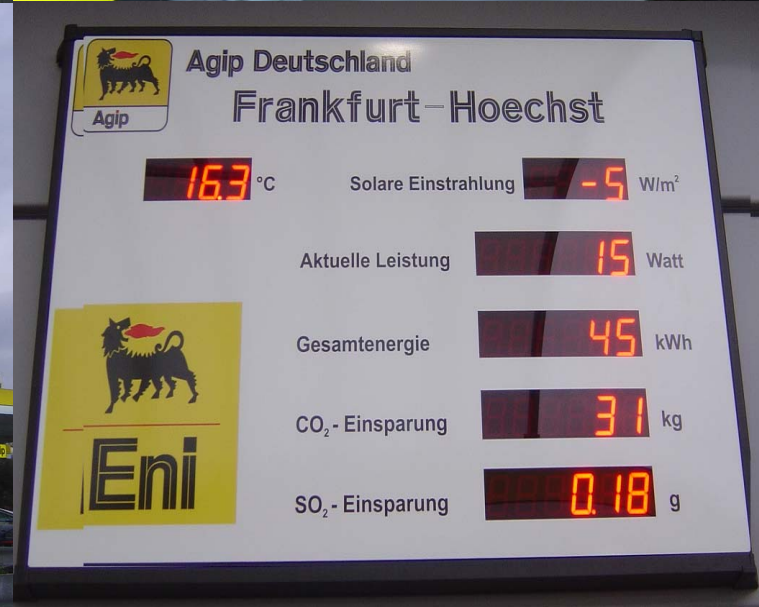 Agip Deutschland
Agip
Frankfurt-Hoechst
16.3 °C
Solare Einstrahlung -5 W/m²
Aktuelle Leistung 15 Watt
Gesamtenergie 45 kWh
CO₂- Einsparung 31 kg
Eni
SO₂- Einsparung 0.18 g